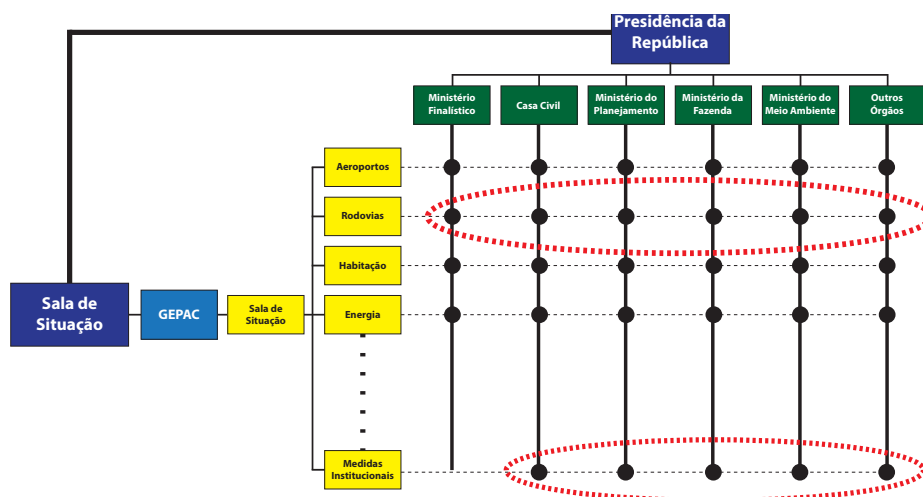 Presidência da
República
Ministério
Finalístico
Casa Civil
Ministério do
Planejamento
Ministério da
Fazenda
Ministério do
Meio Ambiente
Outros
Órgãos
Aeroportos
Rodovias
Habitação
Sala de
Situação
GEPAC
Sala de
Situação
Energia
Medidas
Institucionais